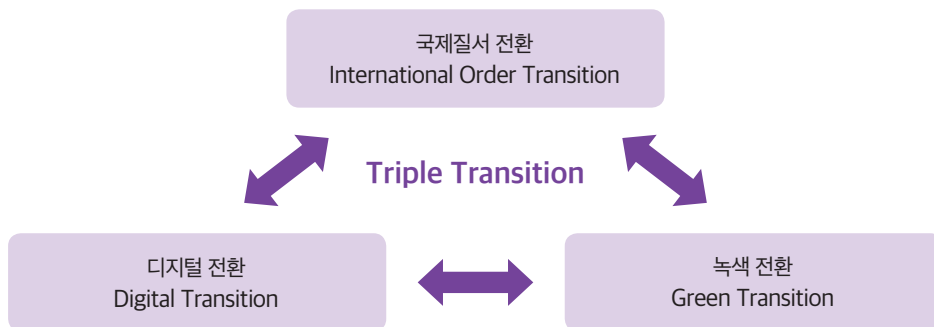 국제질서 전환
International Order Transition
Triple Transition
디지털 전환
Digital Transition
녹색 전환
Green Transition